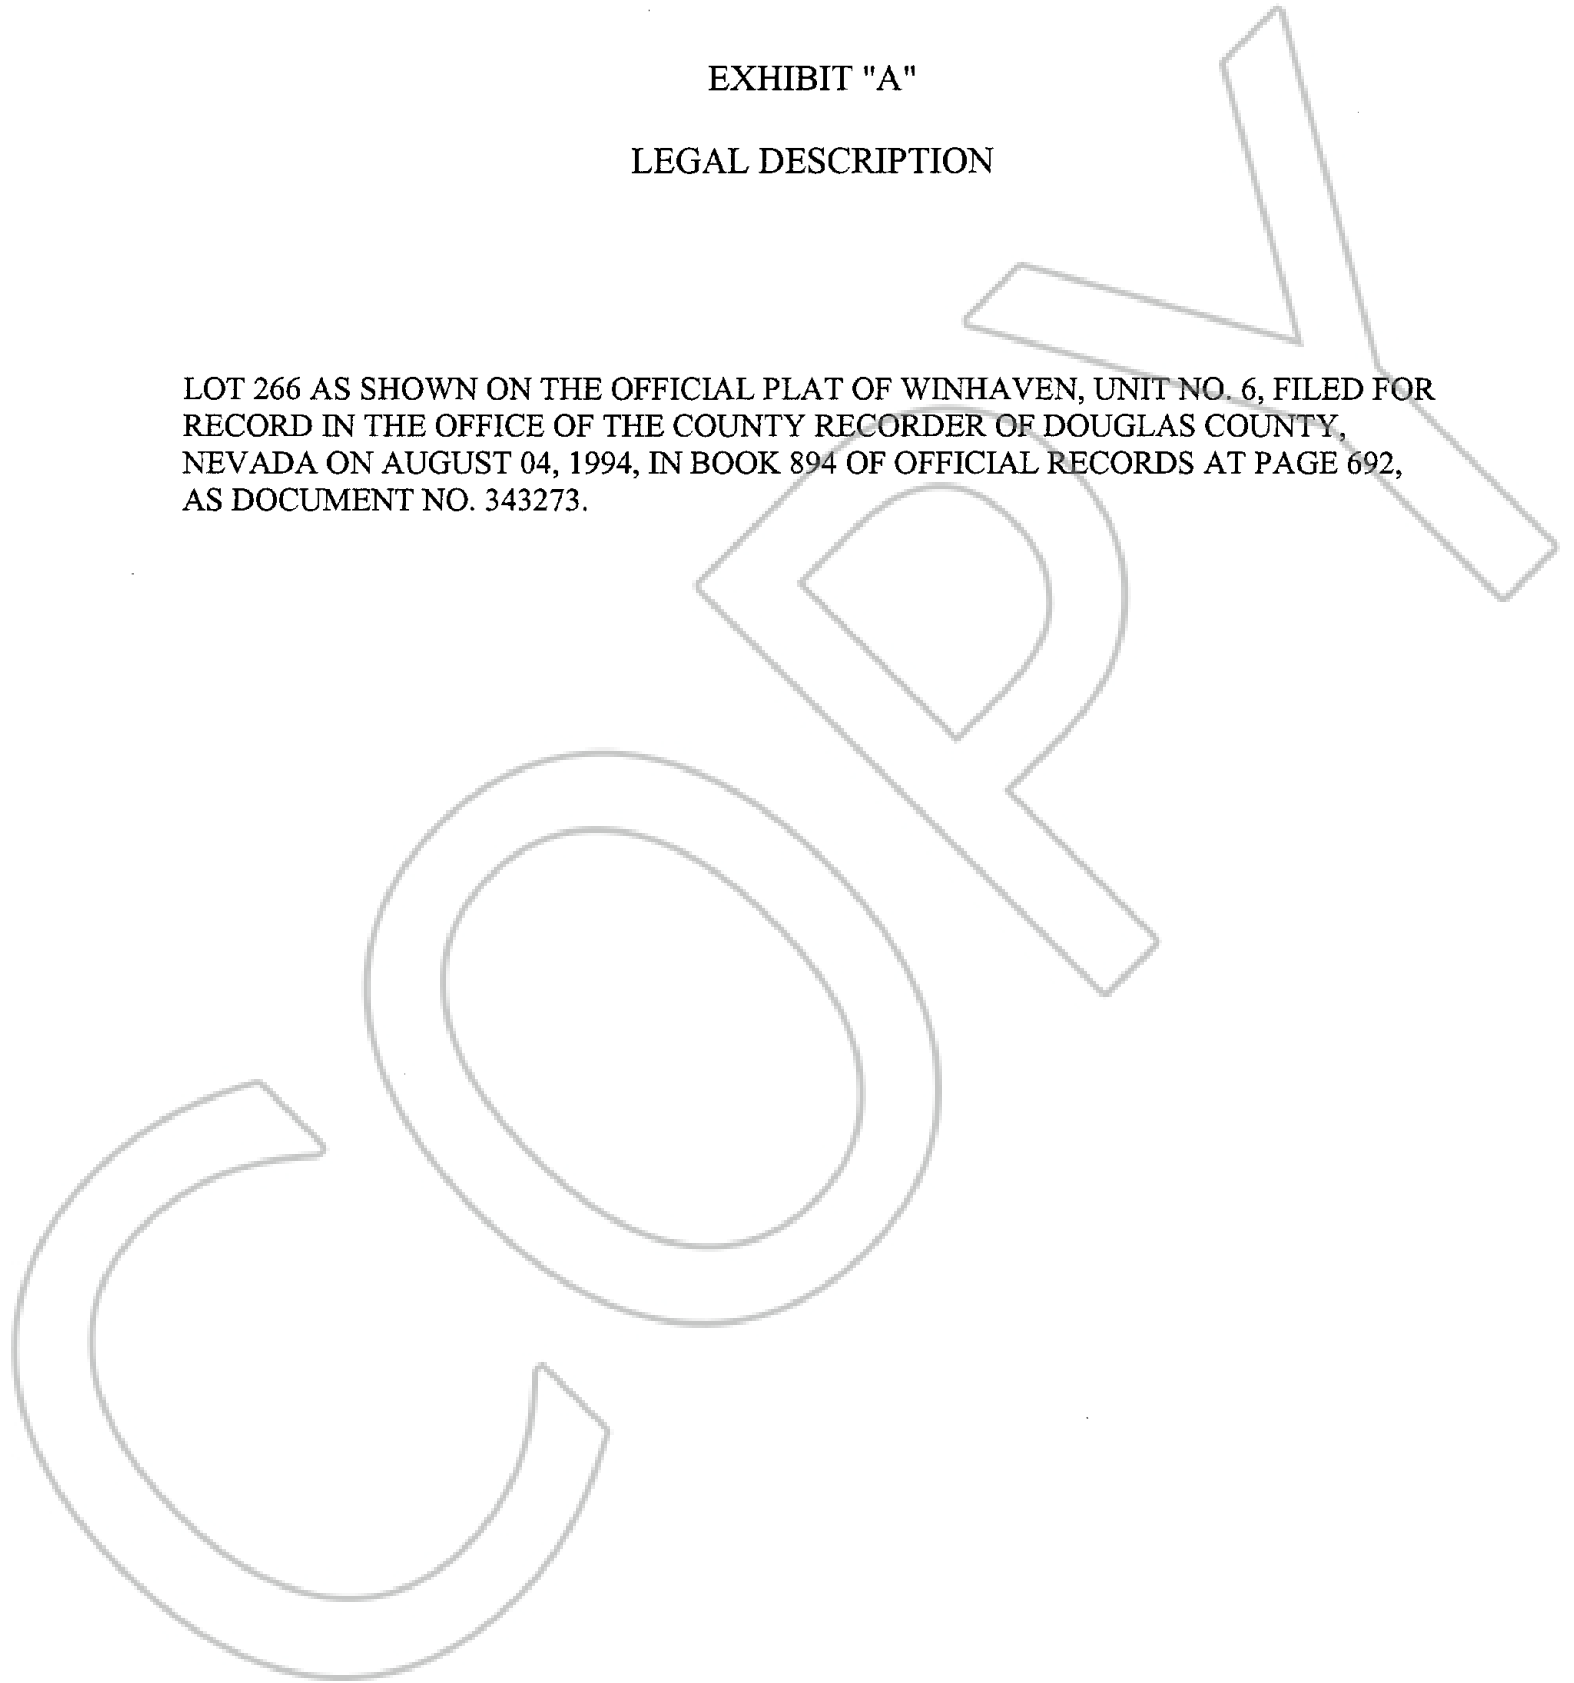 EXHIBIT "A"
LEGAL DESCRIPTION
LOT 266 AS SHOWN ON THE OFFICIAL PLAT OF WINHAVEN, UNIT NO. 6, FILED FOR
RECORD IN THE OFFICE OF THE COUNTY RECORDER OF DOUGLAS COUNTY,
NEVADA ON AUGUST 04, 1994, IN BOOK 894 OF OFFICIAL RECORDS AT PAGE 692,
AS DOCUMENT NO. 343273.
COPY